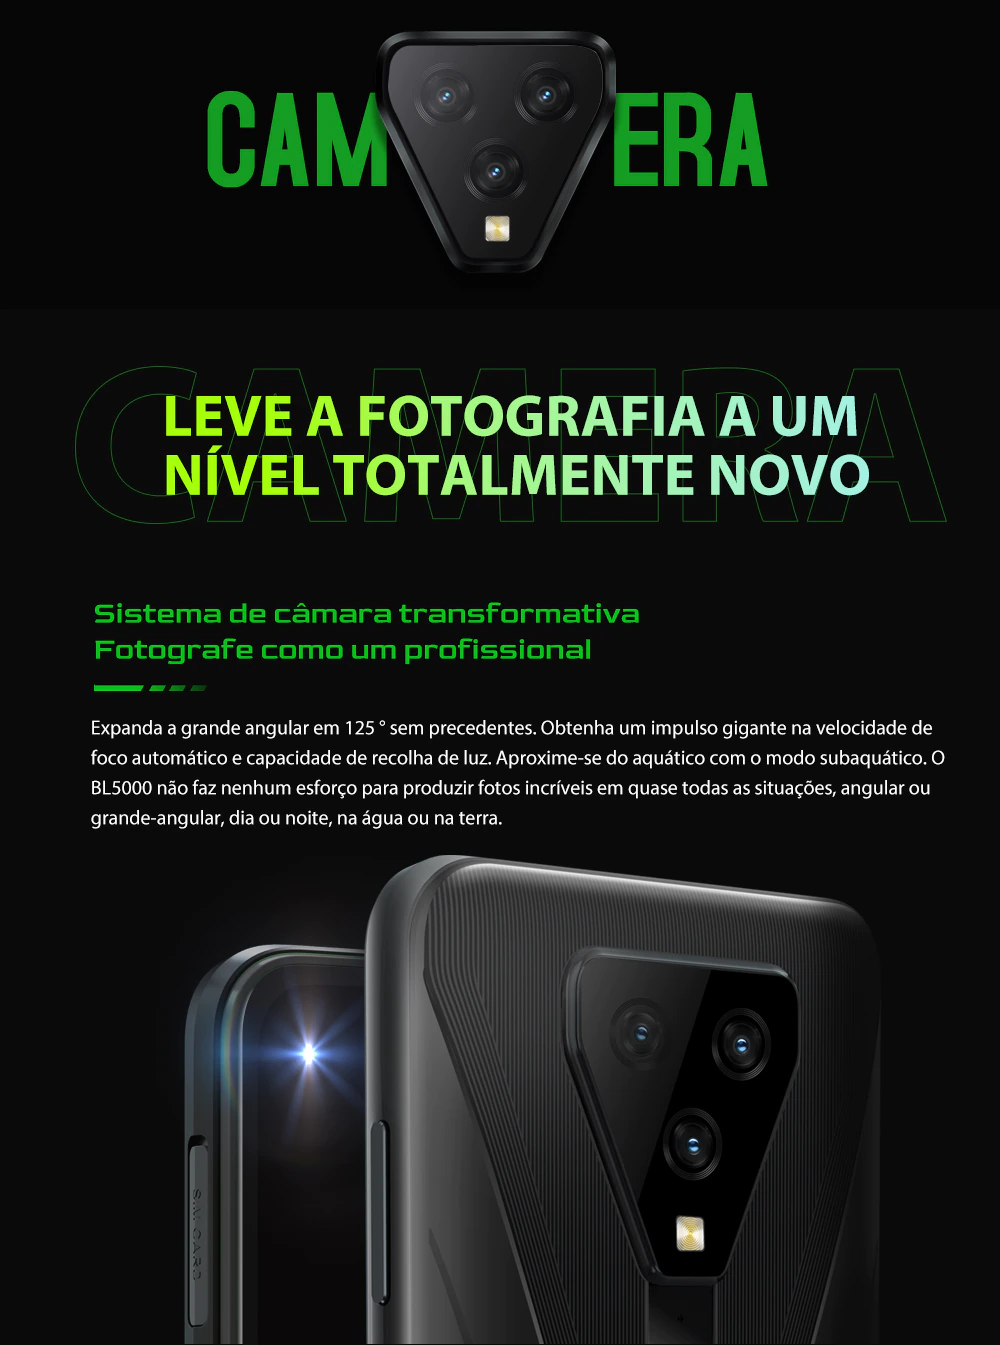 CAMERA
CAMERA
LEVE A FOTOGRAFIA A UM
NÍVEL TOTALMENTE NOVO
Sistema de câmara transformativa
Fotografe como um profissional
Expanda a grande angular em 125 ° sem precedentes. Obtenha um impulso gigante na velocidade de
foco automático e capacidade de recolha de luz. Aproxime-se do aquático com o modo subaquático. O
BL5000 não faz nenhum esforço para produzir fotos incríveis em quase todas as situações, angular ou
grande-angular, dia ou noite, na água ou na terra.
SIM CARD